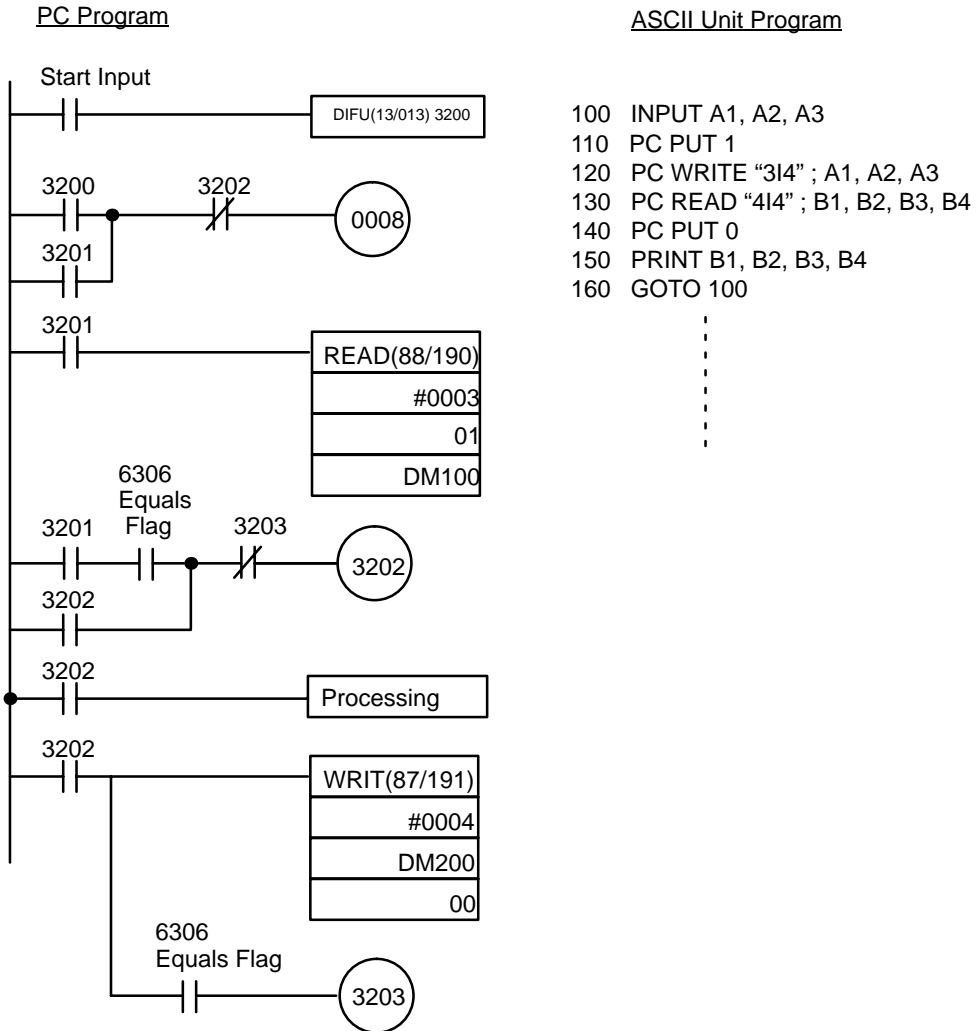 PC Program
Start Input
DIFU(13/013) 3200
3200
3202
0008
3201
3201
READ(88/190)
#0003
01
DM100
6306
Equals
Flag
3201
3203
3202
3202
3202
Processing
3202
WRIT(87/191)
#0004
DM200
00
6306
Equals Flag
3203
ASCII Unit Program
100 INPUT A1, A2, A3
110 PC PUT 1
120 PC WRITE “3I4” ; A1, A2, A3
130 PC READ “4I4” ; B1, B2, B3, B4
140 PC PUT 0
150 PRINT B1, B2, B3, B4
160 GOTO 100